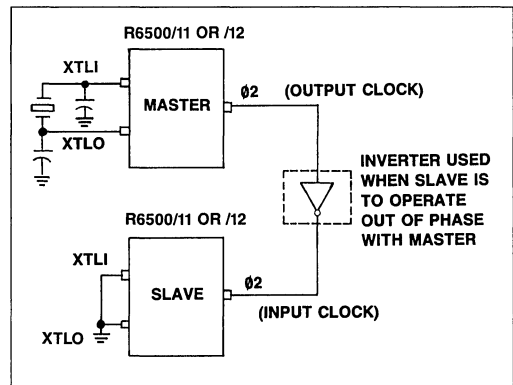 R6500/11 OR /12
XTLI
MASTER
Ø2
(OUTPUT CLOCK)
XTLO
INVERTER USED
WHEN SLAVE IS
TO OPERATE
OUT OF PHASE
WITH MASTER
R6500/11 OR /12
XTLI
SLAVE
Ø2
(INPUT CLOCK)
XTLO